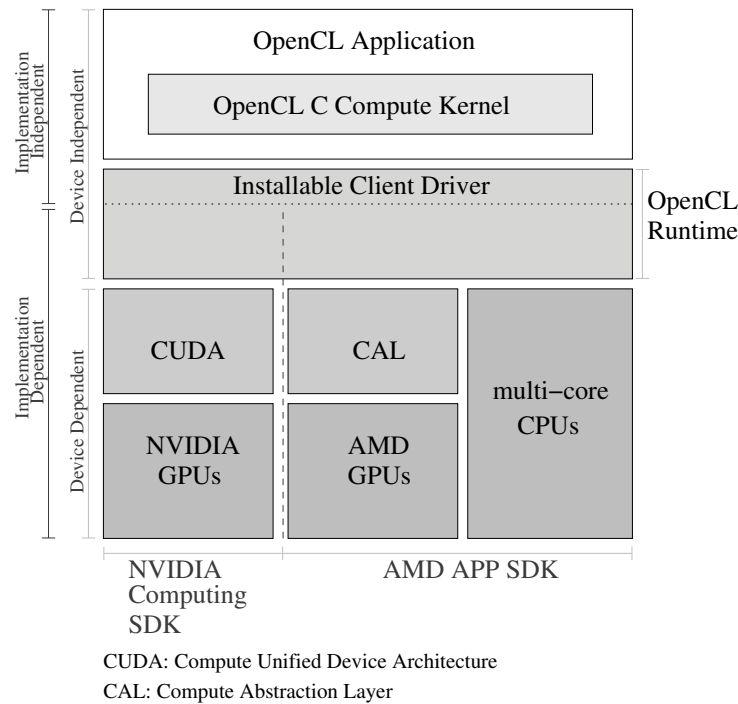 Implementation
Independent
Device Independent
OpenCL Application
OpenCL C Compute Kernel
Installable Client Driver
OpenCL
Runtime
Implementation
Dependent
Device Dependent
CUDA
CAL
multi−core
CPUs
NVIDIA
GPUs
AMD
GPUs
NVIDIA
Computing
SDK
AMD APP SDK
CUDA: Compute Unified Device Architecture
CAL: Compute Abstraction Layer